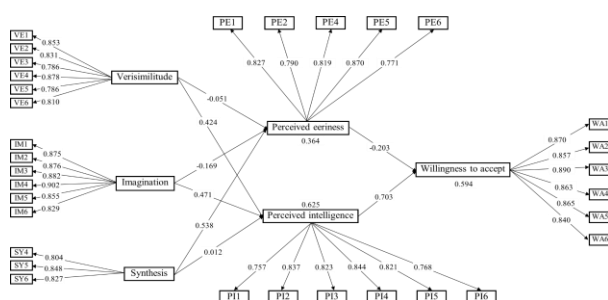 PE1 PE2 PE4 PE5 PE6
0.827 0.790 0.819 0.870 0.771
VE1
VE2
VE3
VE4
VE5
VE6
0.853
0.831
0.786
0.878
0.786
0.810
Verisimilitude
-0.051
0.424
Perceived eeriness
0.364
-0.203
IM1
IM2
IM3
IM4
IM5
IM6
0.875
0.876
0.882
0.902
0.855
0.829
Imagination
-0.169
0.471
Willingness to accept
0.594
0.870
0.857
0.890
0.863
0.865
0.840
WA1
WA2
WA3
WA4
WA5
WA6
0.625
Perceived intelligence
0.703
0.538
0.012
SY4
SY5
SY6
0.804
0.848
0.827
Synthesis
0.757 0.837 0.823 0.844 0.821 0.768
PI1 PI2 PI3 PI4 PI5 PI6